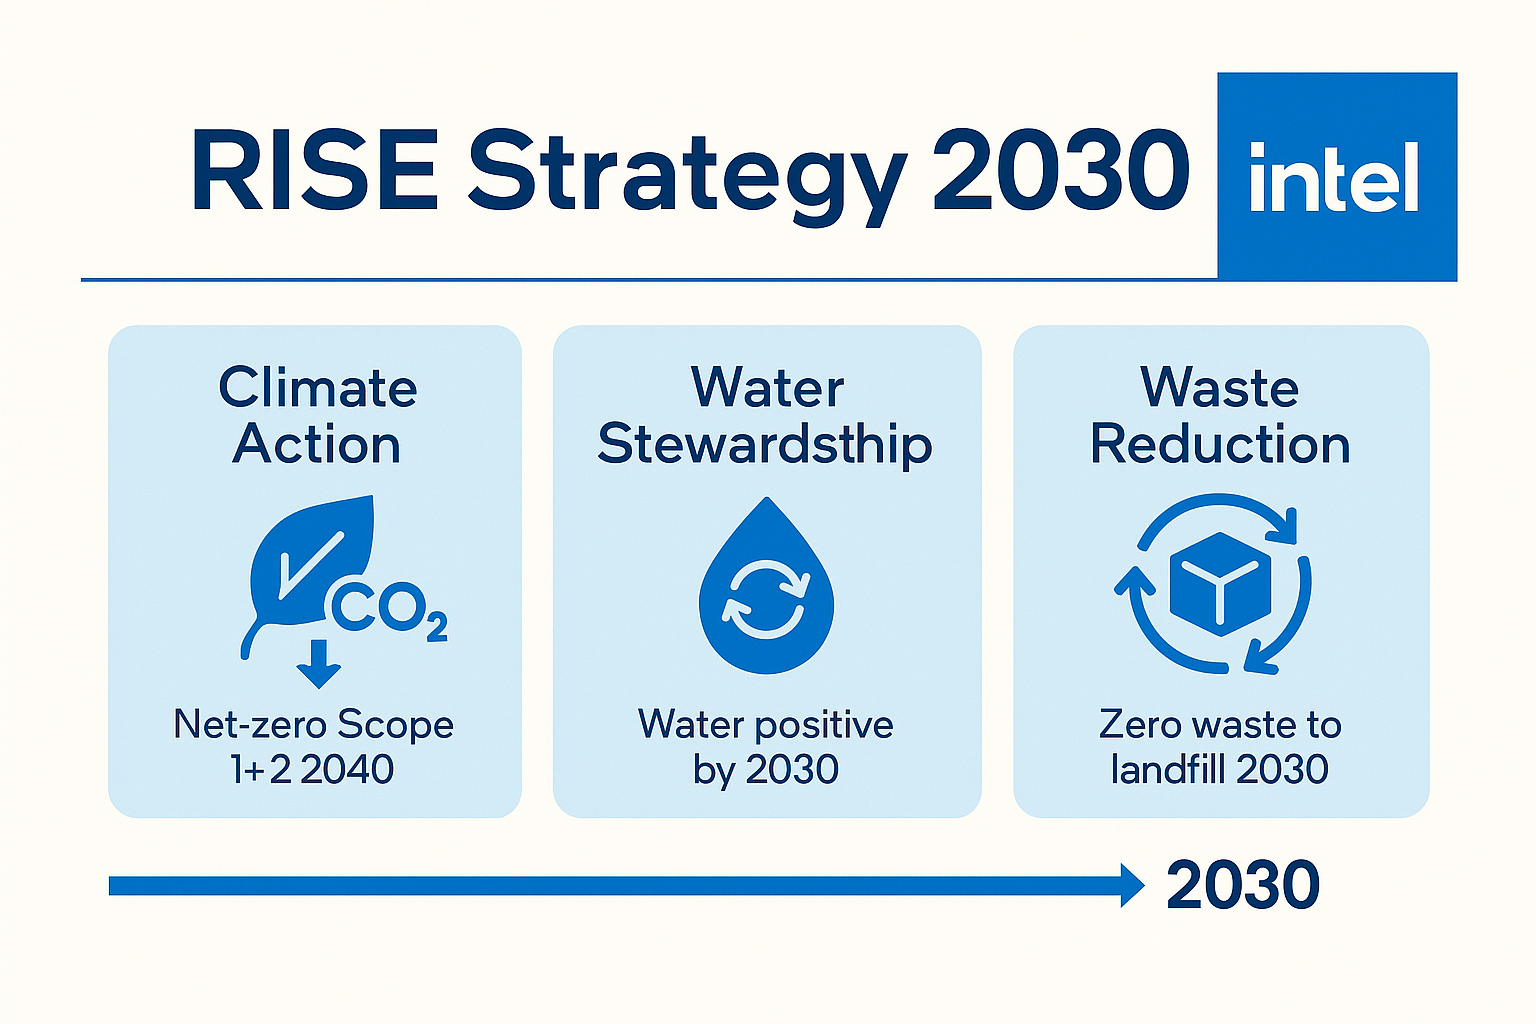 RISE Strategy 2030
intel
Climate
Action
CO₂
Net-zero Scope
1+2 2040
Water
Stewardsthip
Water positive
by 2030
Waste
Reduction
Zero waste to
landfill 2030
2030